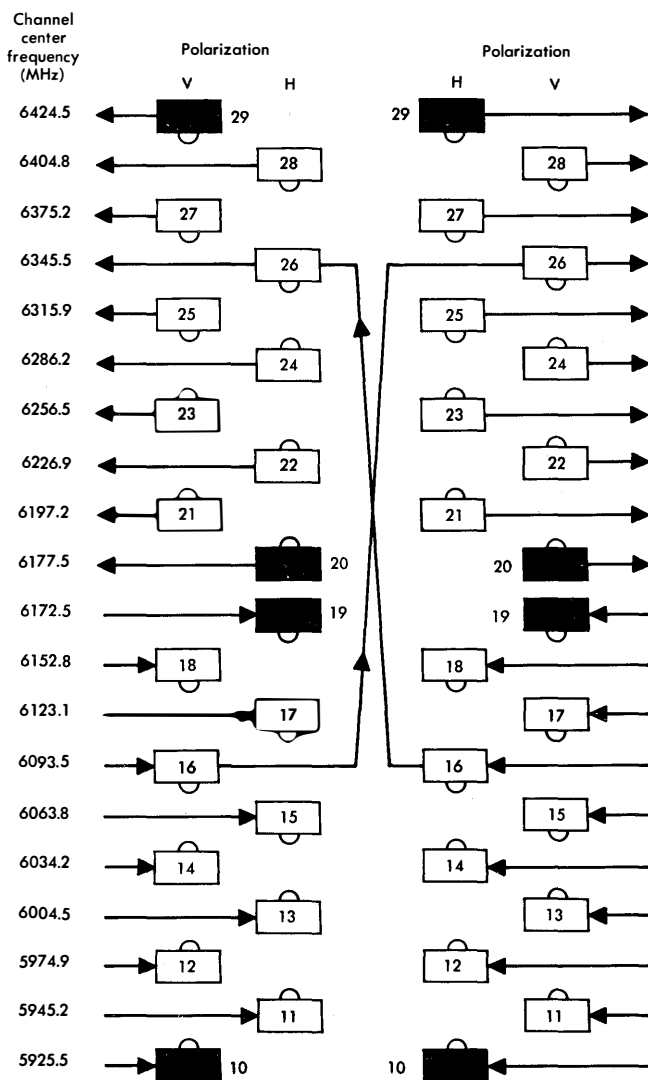 Channel
center
frequency
(MHz)
Polarization
Polarization
V H H V
6424.5 29 29
6404.8 28 28
6375.2 27 27
6345.5 26 26
6315.9 25 25
6286.2 24 24
6256.5 23 23
6226.9 22 22
6197.2 21 21
6177.5 20 20
6172.5 19 19
6152.8 18 18
6123.1 17 17
6093.5 16 16
6063.8 15 15
6034.2 14 14
6004.5 13 13
5974.9 12 12
5945.2 11 11
5925.5 10 10